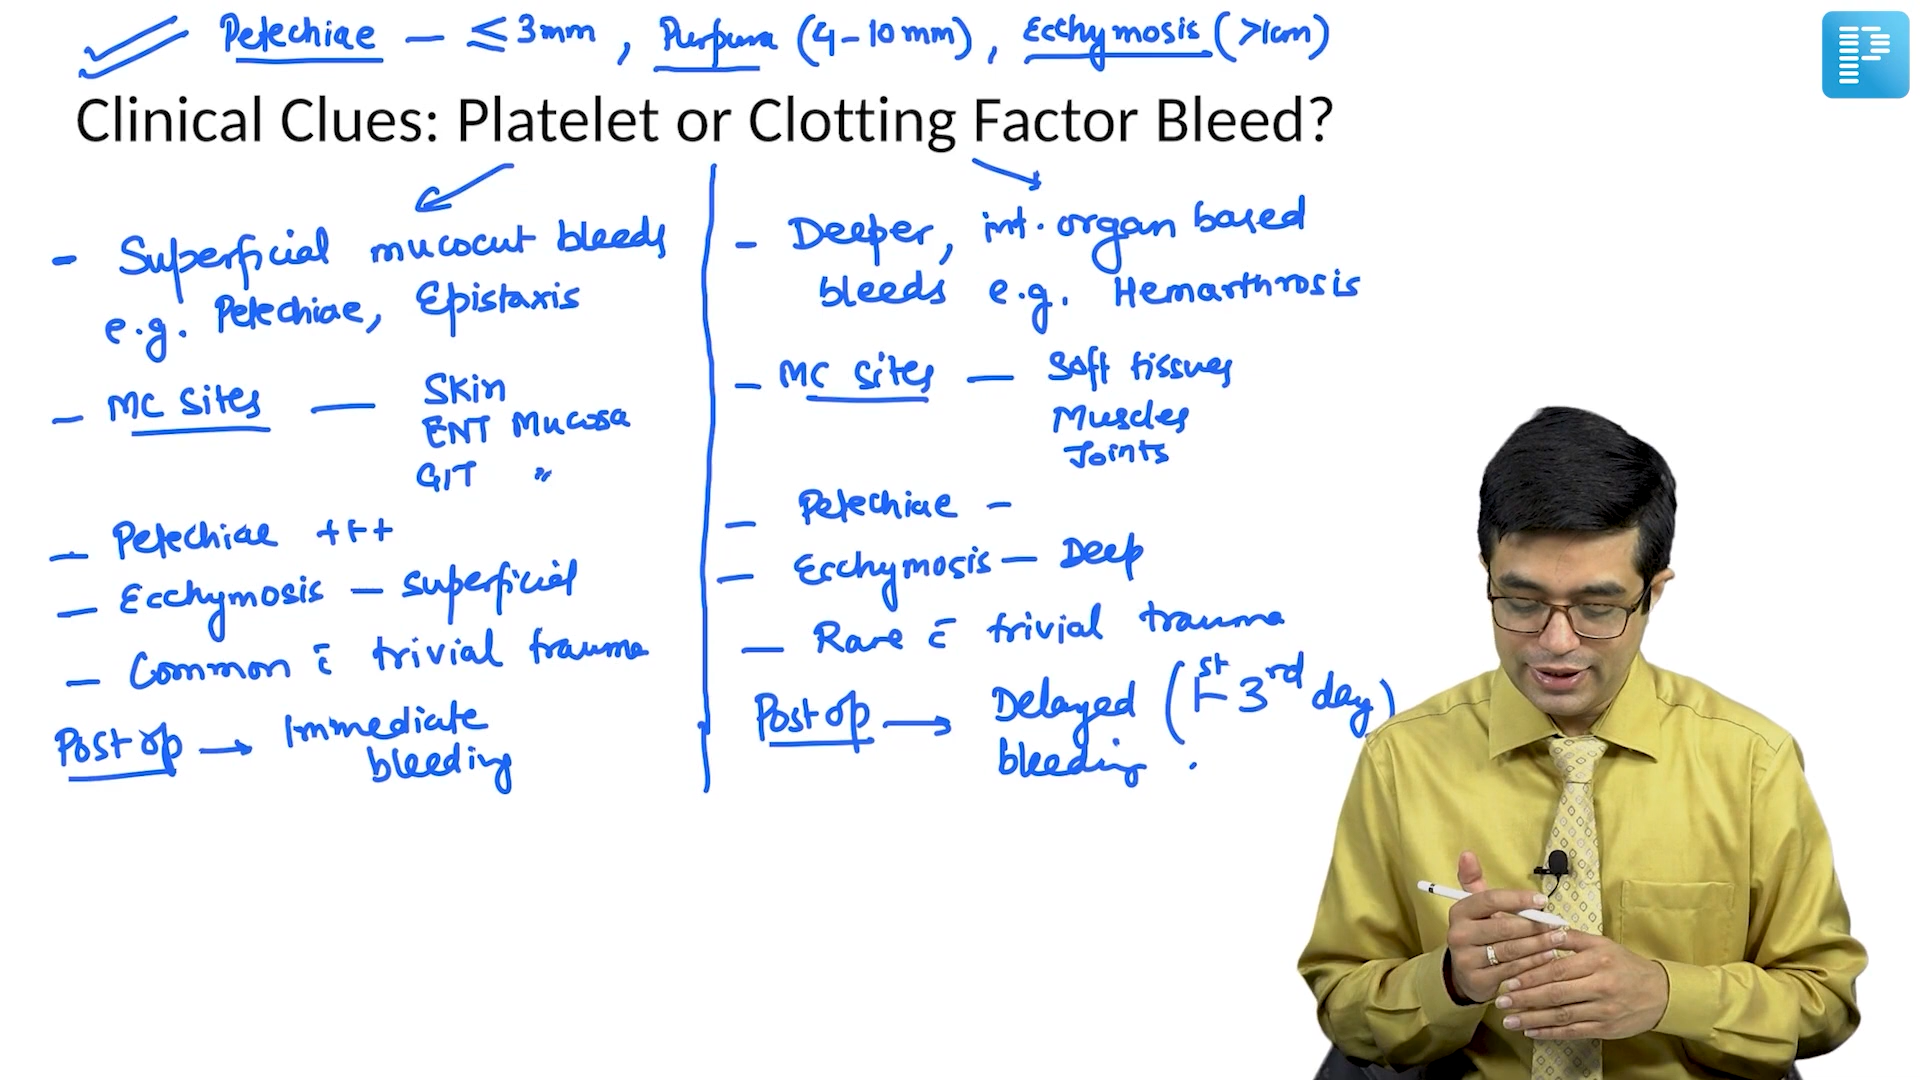 Petechiae — ≤ 3mm, Purpura (4-10mm), Ecchymosis (>1cm)
Clinical Clues: Platelet or Clotting Factor Bleed?
- Superficial mucocut bleeds
e.g. Petechiae, Epistaxis
- MC sites — Skin
ENT Mucosa
GIT "
- Petechiae +++
- Ecchymosis - superficial
- Common c̄ trivial trauma
Post op → Immediate
bleeding
- Deeper, int. organ based
bleeds e.g. Hemarthrosis
- MC sites — Soft tissues
Muscles
Joints
- Petechiae -
- Ecchymosis - Deep
- Rare c̄ trivial trauma
Post op → Delayed (1st-3rd day)
bleeding.